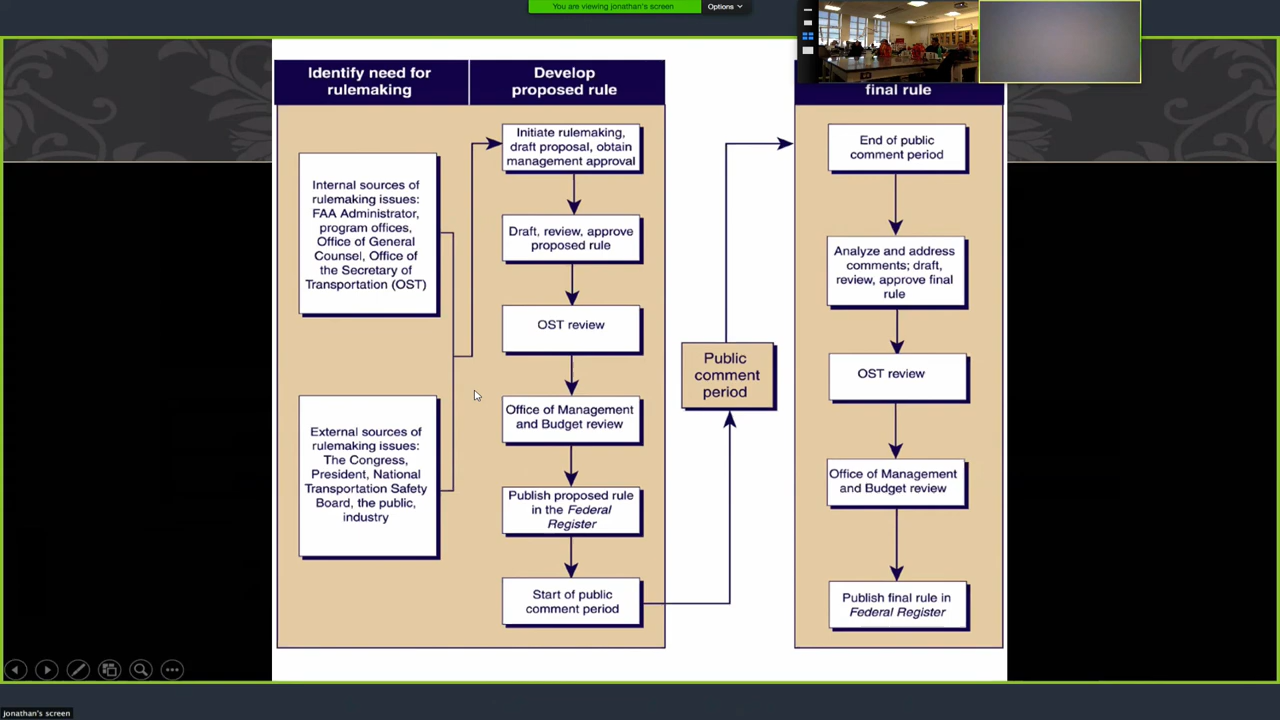 You are viewing jonathan's screen
Options
Identify need for
rulemaking
Internal sources of
rulemaking issues:
FAA Administrator,
program offices,
Office of General
Counsel, Office of
the Secretary of
Transportation (OST)
External sources of
rulemaking issues:
The Congress,
President, National
Transportation Safety
Board, the public,
industry
Develop
proposed rule
Initiate rulemaking,
draft proposal, obtain
management approval
Draft, review, approve
proposed rule
OST review
Office of Management
and Budget review
Publish proposed rule
in the Federal
Register
Start of public
comment period
Public
comment
period
final rule
End of public
comment period
Analyze and address
comments; draft,
review, approve final
rule
OST review
Office of Management
and Budget review
Publish final rule in
Federal Register
jonathan's screen